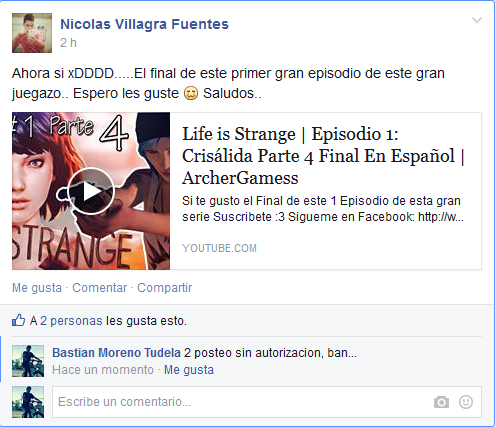 Nicolas Villagra Fuentes
2 h
Ahora si xDDDD.....El final de este primer gran episodio de este gran
juegazo.. Espero les guste 😄 Saludos..
#1 Parte 4
STRANGE
Life is Strange | Episodio 1:
Crisálida Parte 4 Final En Español |
ArcherGamess
Si te gusto el Final de este 1 Episodio de esta gran
serie Suscribete :3 Sigueme en Facebook: http://w...
YOUTUBE.COM
Me gusta · Comentar · Compartir
A 2 personas les gusta esto.
Bastian Moreno Tudela 2 posteo sin autorizacion, ban...
Hace un momento · Me gusta
Escribe un comentario...